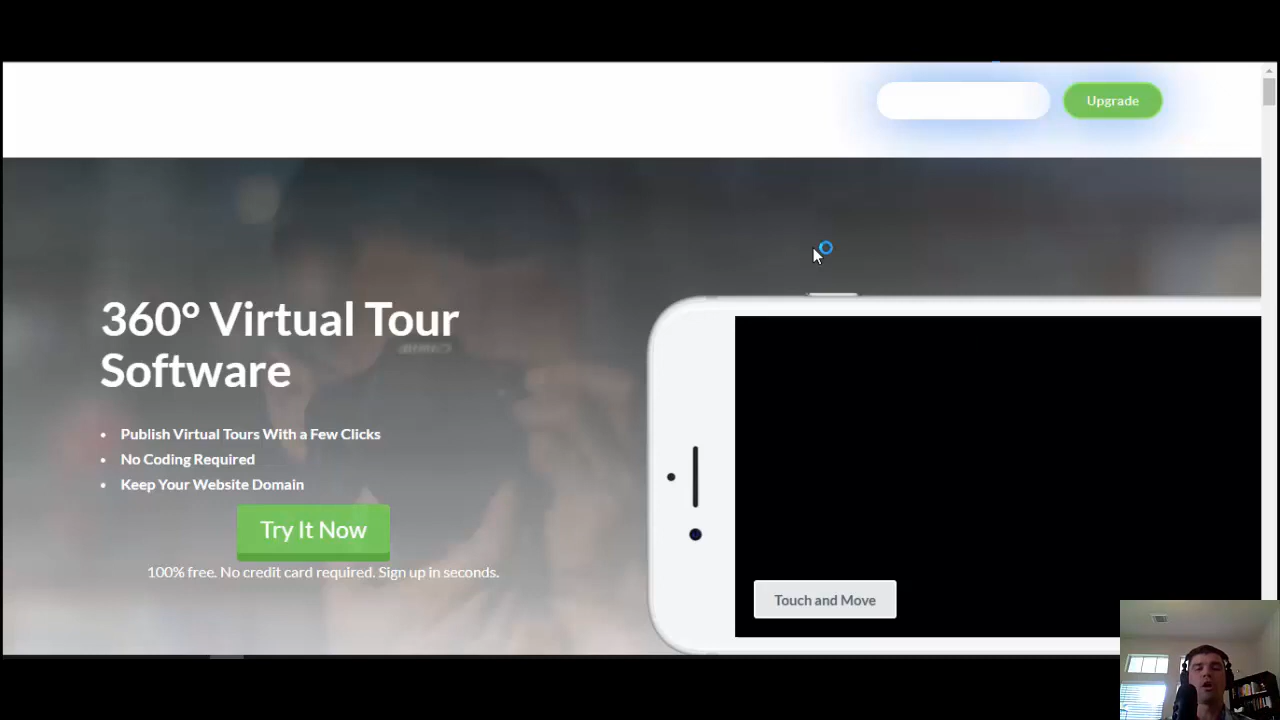 Upgrade
360° Virtual Tour
Software
Publish Virtual Tours With a Few Clicks
No Coding Required
Keep Your Website Domain
Try It Now
100% free. No credit card required. Sign up in seconds.
Touch and Move